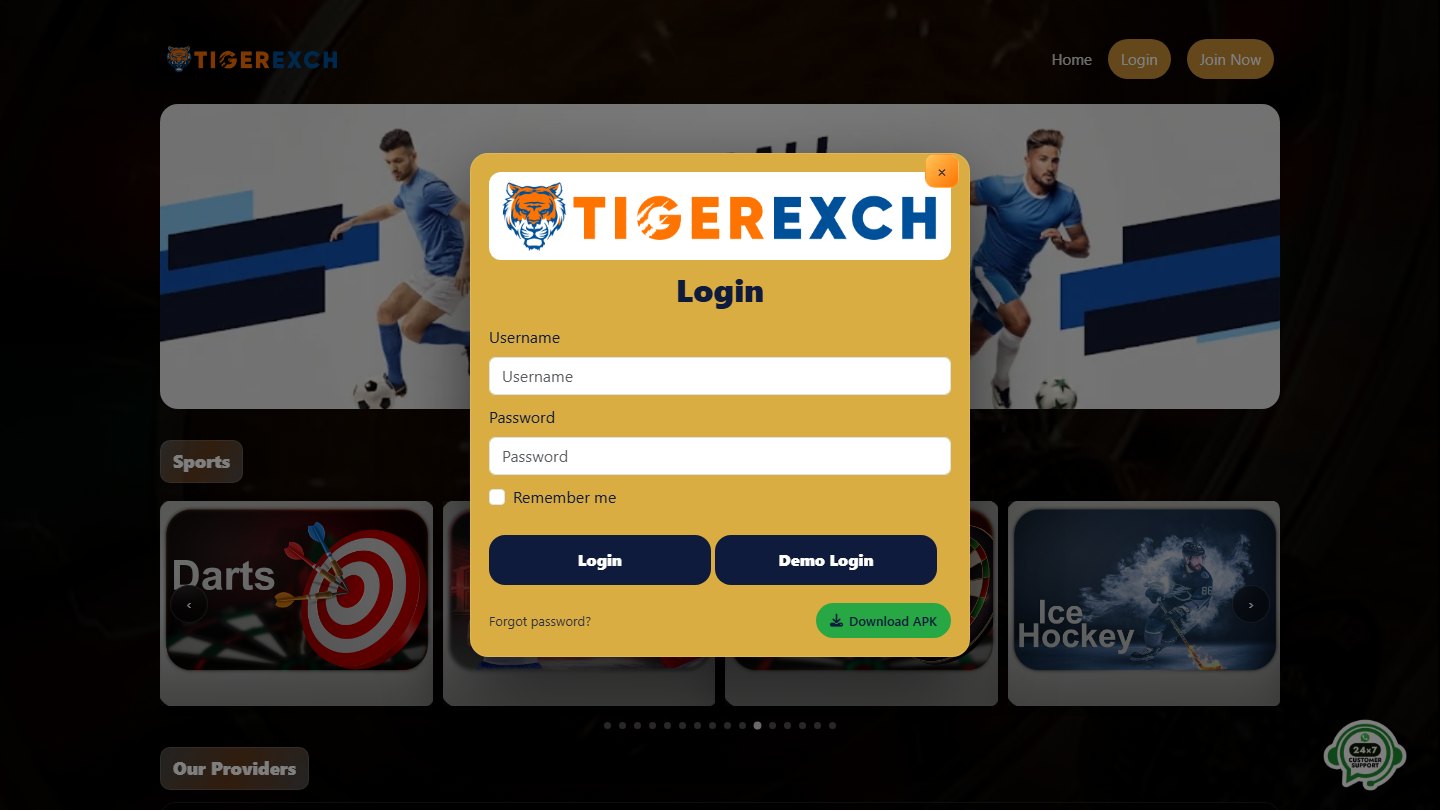 TIGEREXCH
Home
Login
Join Now
×
TIGEREXCH
Login
Username
Username
Password
Password
Remember me
Login
Demo Login
Forgot password?
Download APK
Sports
Darts
‹
Ice
Hockey
86
›
Our Providers
24x7
CUSTOMER
SUPPORT